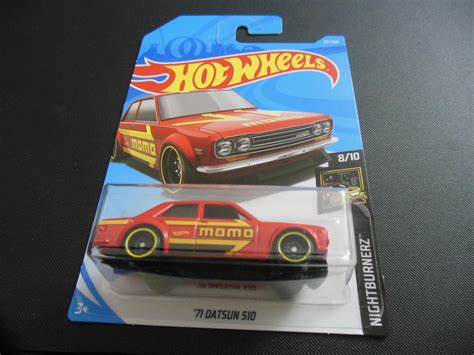 HOT WHEELS
momo
8/10
NIGHTBURNERZ
momo
'71 DATSUN 510